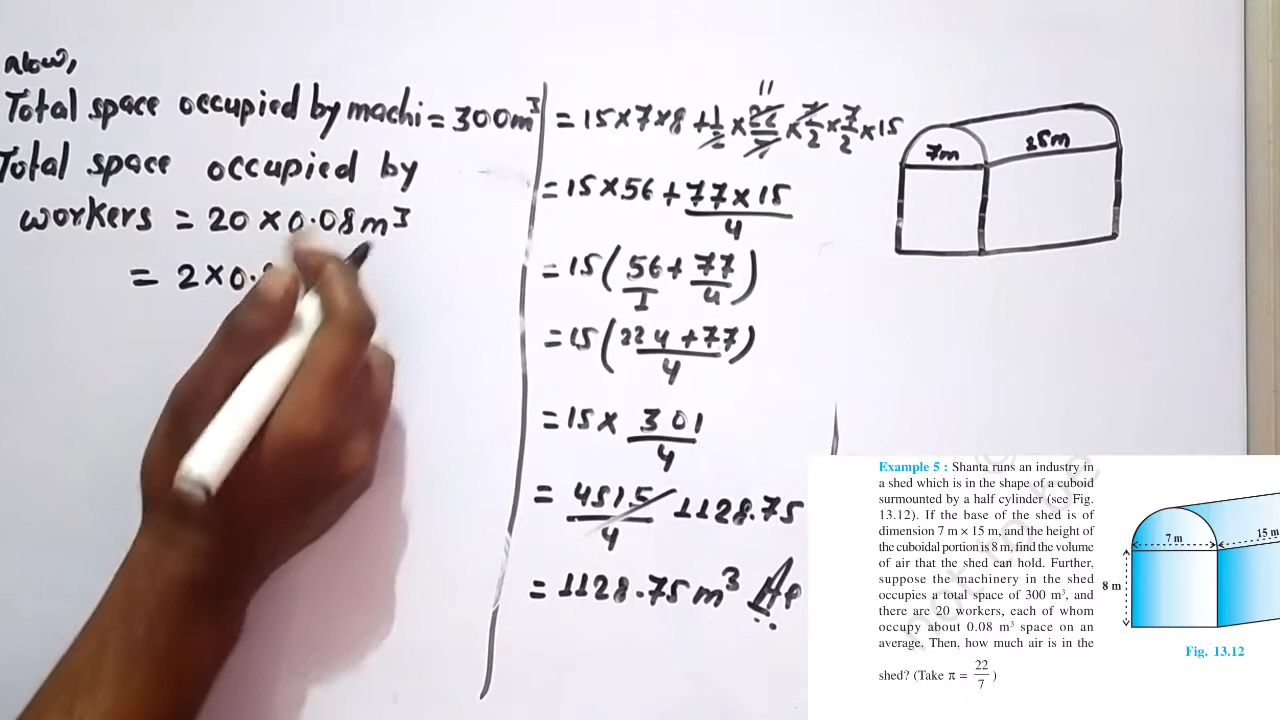 Now,
Total space occupied by machi = 300m³
Total space occupied by
workers = 20 × 0.08m³
= 2 × 0.
= 15×7×8 + 1/2 × 22/7 × 7/2 × 7/2 × 15
11
= 15×56 + 77×15/4
= 15(56/1 + 77/4)
= 15(224+77/4)
= 15× 301/4
= 4515/4 1128.75
= 1128.75 m³
7m
15m
Example 5 : Shanta runs an industry in
a shed which is in the shape of a cuboid
surmounted by a half cylinder (see Fig.
13.12). If the base of the shed is of
dimension 7 m × 15 m, and the height of
the cuboidal portion is 8 m, find the volume
of air that the shed can hold. Further,
suppose the machinery in the shed
occupies a total space of 300 m³, and
there are 20 workers, each of whom
occupy about 0.08 m³ space on an
average. Then, how much air is in the
shed? (Take π = 22/7)
7 m
15 m
8 m
Fig. 13.12